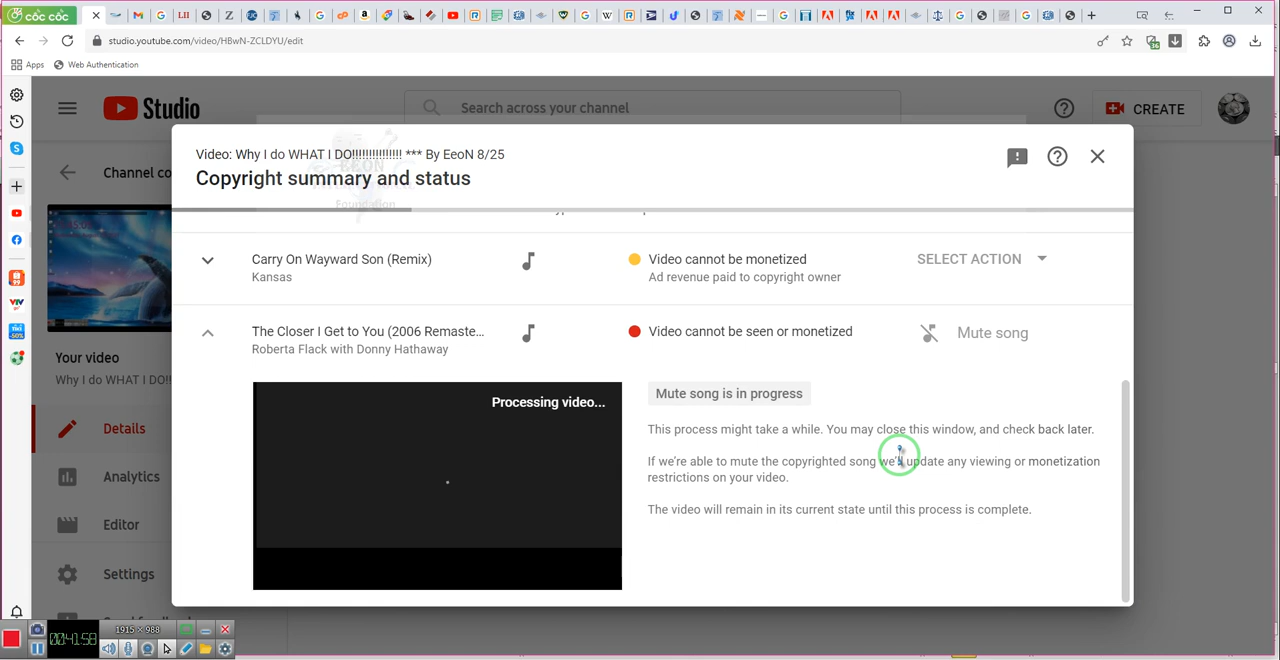 CỐC CỐC
studio.youtube.com/video/HBwN-ZCLDYU/edit
Apps
Web Authentication
Studio
Search across your channel
CREATE
Channel co
Video: Why I do WHAT I DO!!!!!!!!!!!!!!!! *** By EeoN 8/25
Copyright summary and status
EEON
Foundation
Carry On Wayward Son (Remix)
Kansas
Video cannot be monetized
Ad revenue paid to copyright owner
SELECT ACTION
The Closer I Get to You (2006 Remaste...
Roberta Flack with Donny Hathaway
Video cannot be seen or monetized
Mute song
Processing video...
Mute song is in progress
This process might take a while. You may close this window, and check back later.
If we're able to mute the copyrighted song we'll update any viewing or monetization
restrictions on your video.
The video will remain in its current state until this process is complete.
Your video
Why I do WHAT I DO!!
Details
Analytics
Editor
Settings
1915 × 988
00:41:58